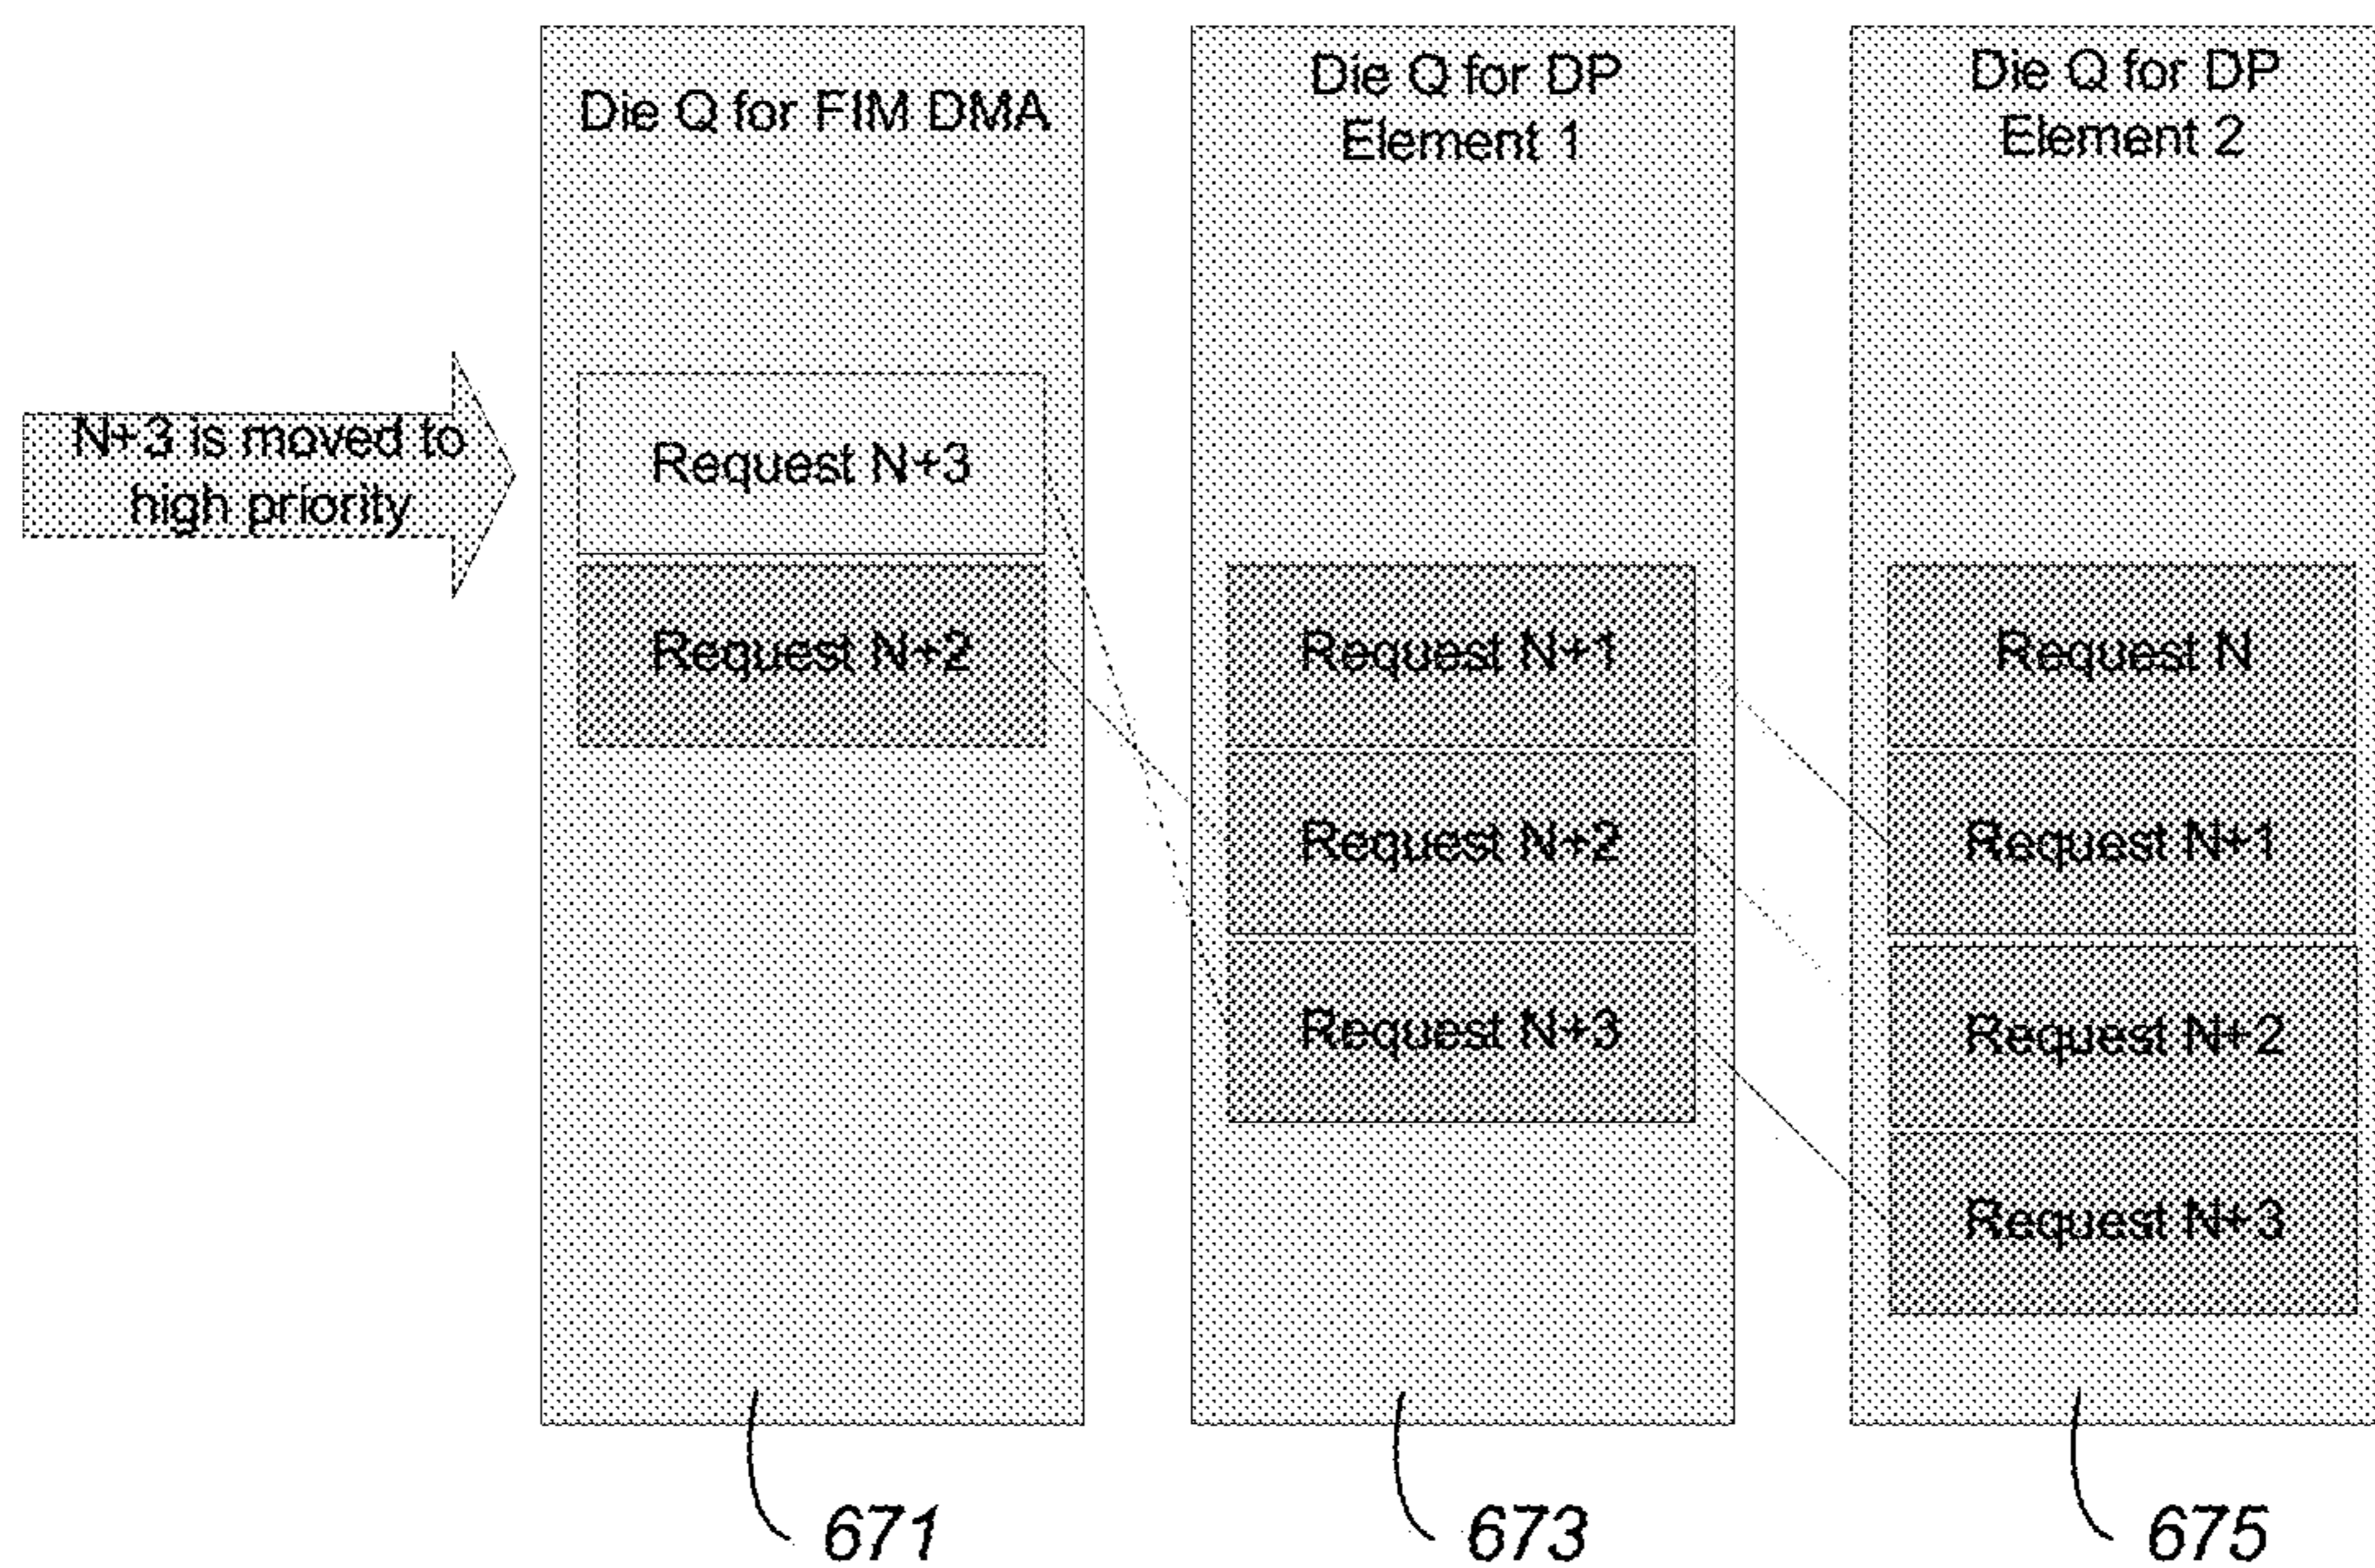 Die Q for FIM DMA
Die Q for DP
Element 1
Die Q for DP
Element 2
N+3 is moved to
high priority
Request N+3
Request N+2
Request N+1
Request N+2
Request N+3
Request N
Request N+1
Request N+2
Request N+3
671
673
675